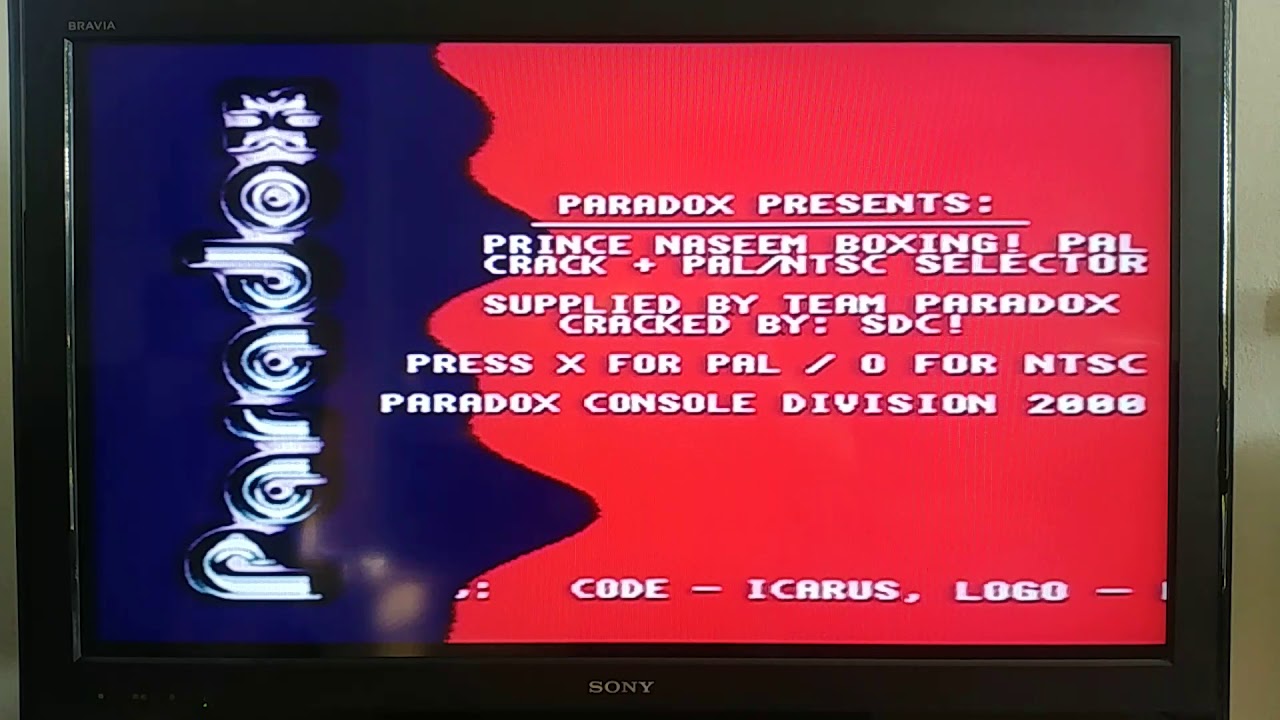 BRAVIA
paradox
PARADOX PRESENTS:
PRINCE NASEEM BOXING! PAL
CRACK + PAL/NTSC SELECTOR
SUPPLIED BY TEAM PARADOX
CRACKED BY: SDC!
PRESS X FOR PAL / O FOR NTSC
PARADOX CONSOLE DIVISION 2000
: CODE - ICARUS, LOGO -
SONY